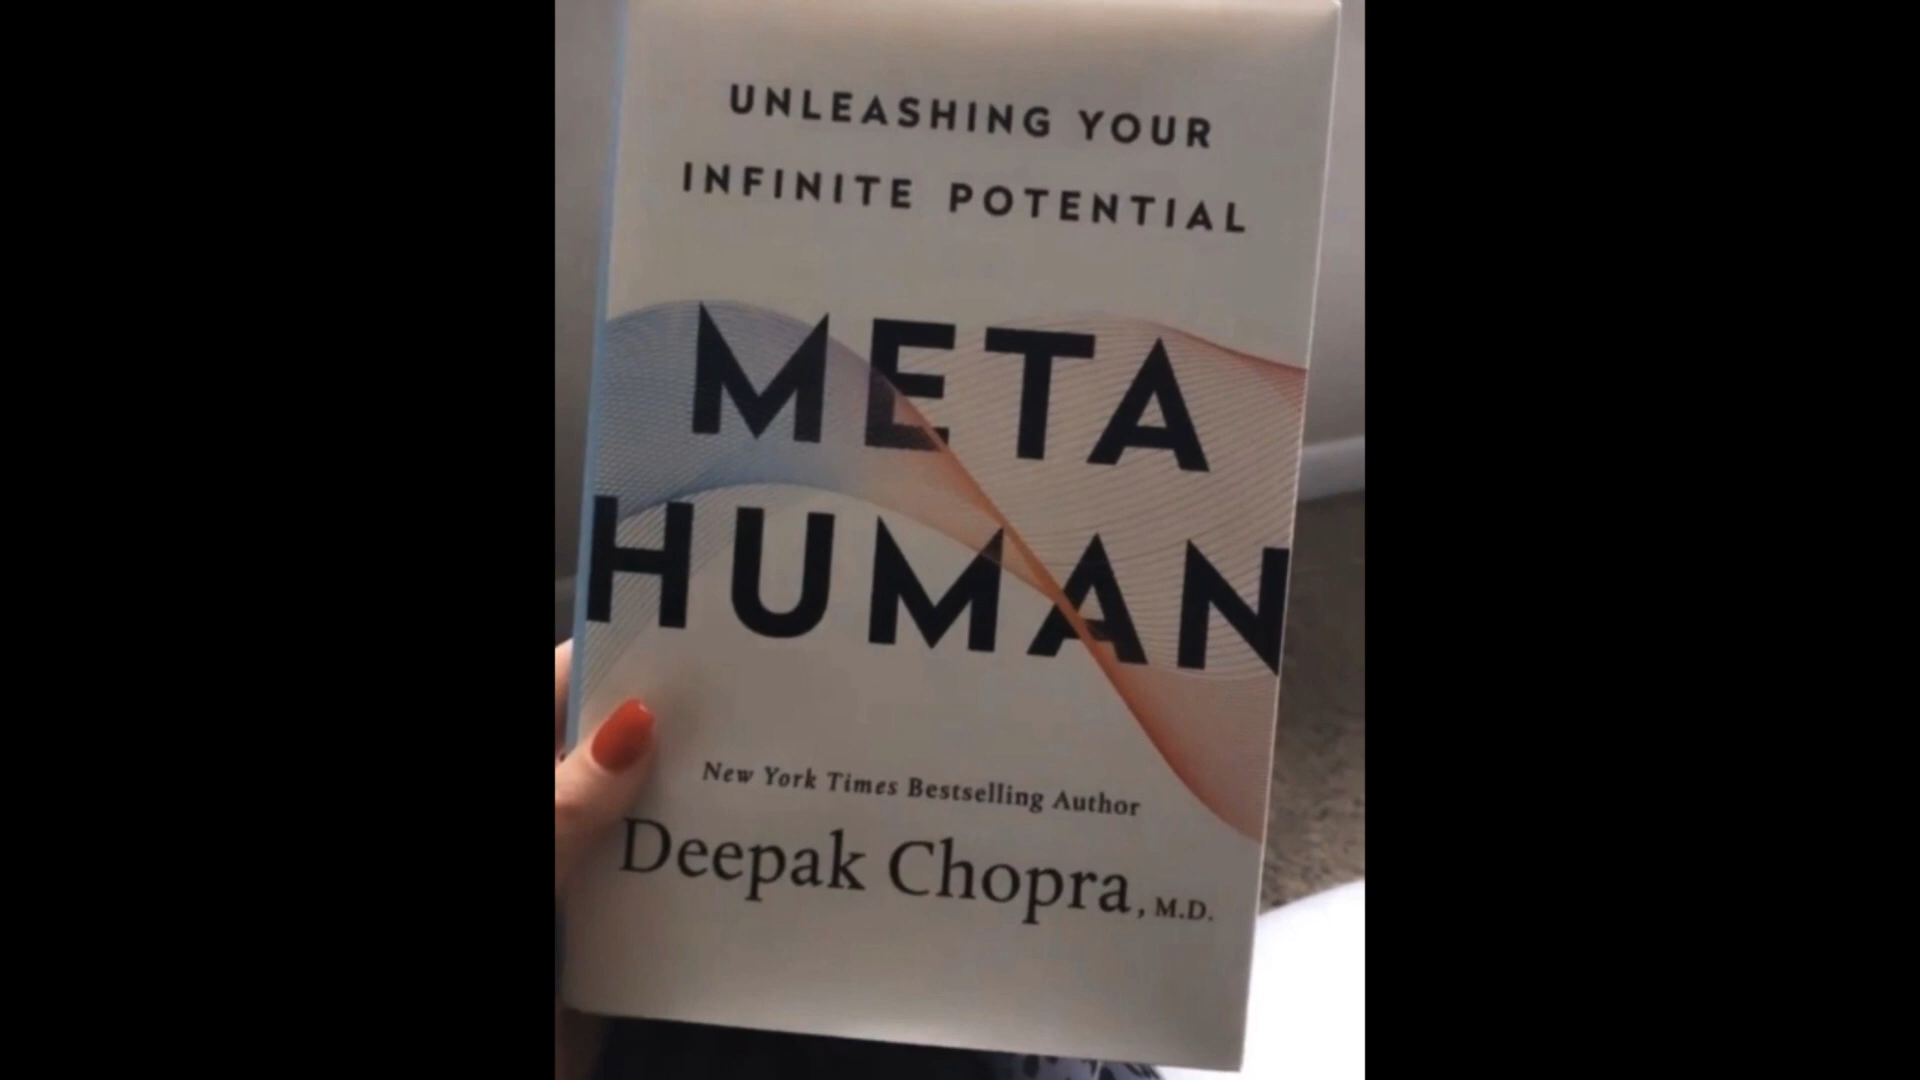 UNLEASHING YOUR
INFINITE POTENTIAL
META
HUMAN
New York Times Bestselling Author
Deepak Chopra, M.D.